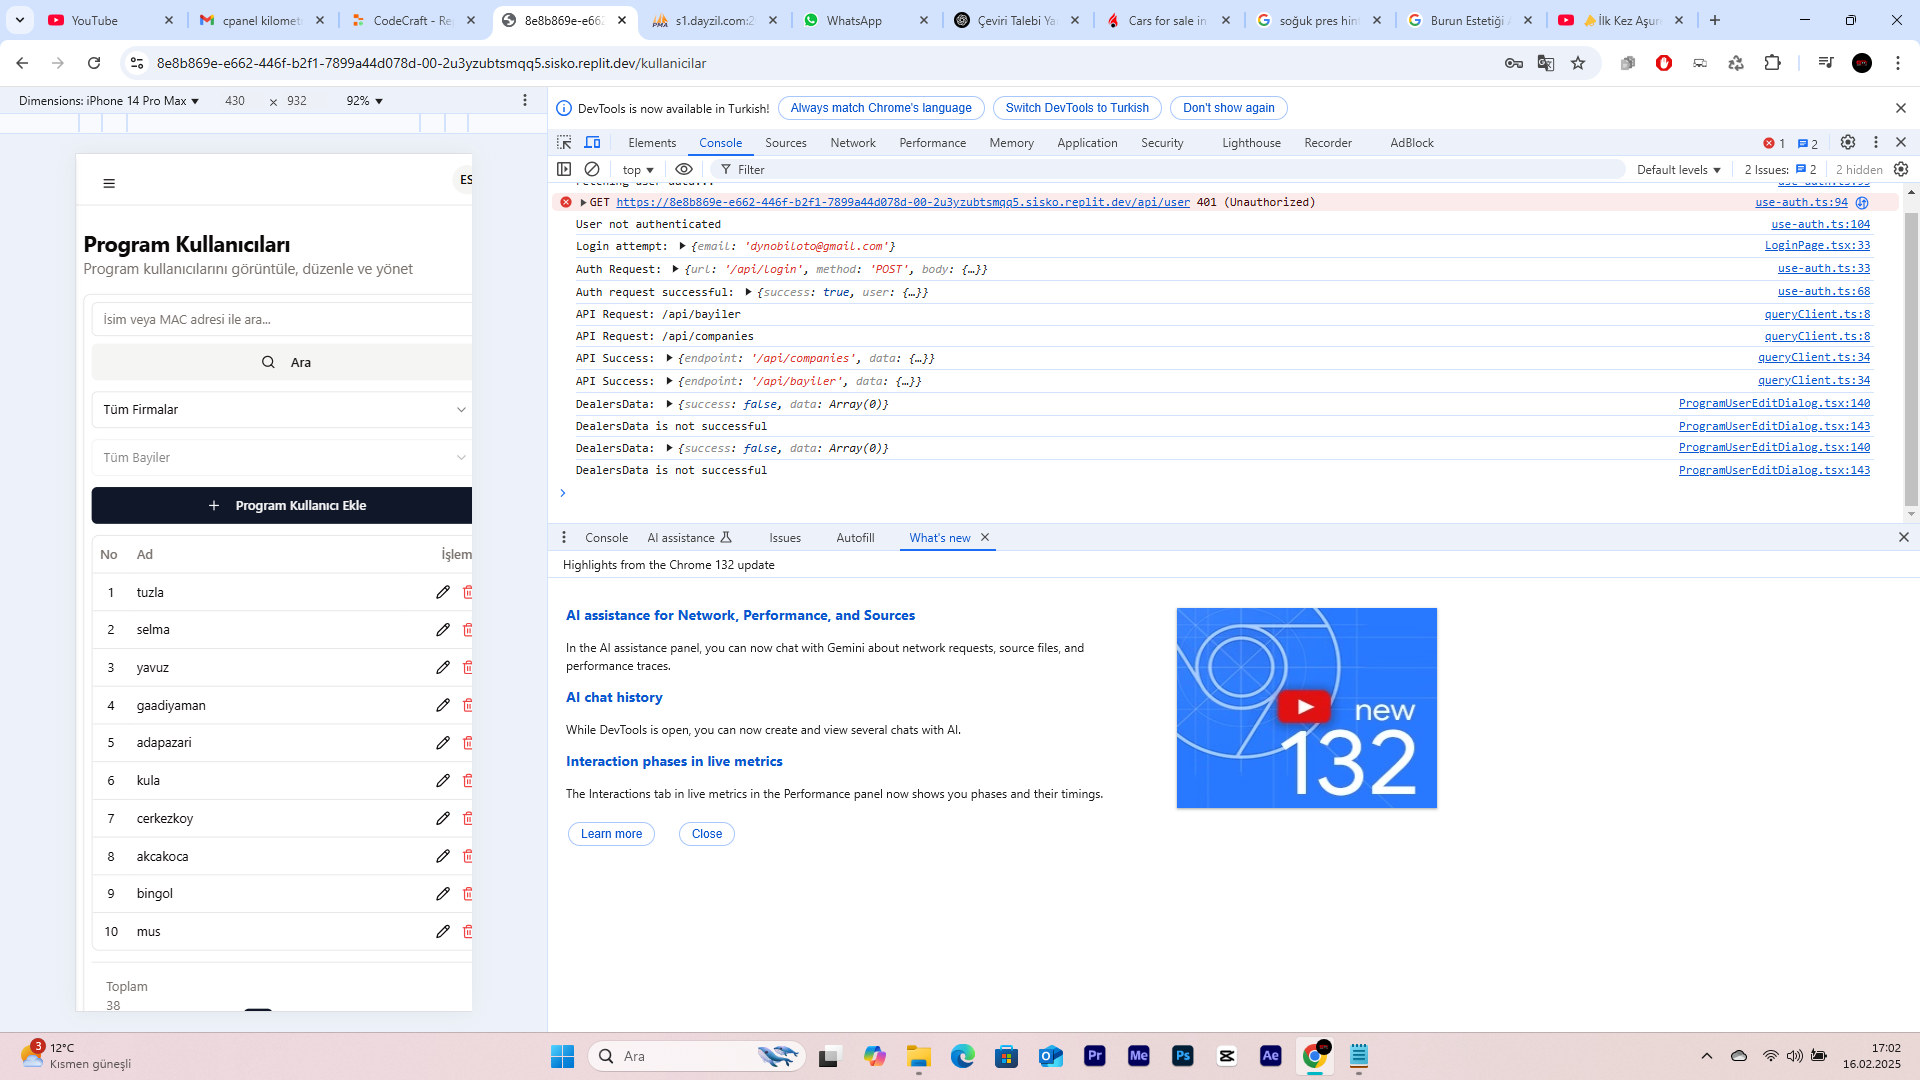 YouTube
cpanel kilomet
CodeCraft - Re
8e8b869e-e662
s1.dayzil.com:2
WhatsApp
Çeviri Talebi Ya
Cars for sale in
soğuk pres hin
Burun Estetiği
İlk Kez Aşur
8e8b869e-e662-446f-b2f1-7899a44d078d-00-2u3yzubtsmqq5.sisko.replit.dev/kullanicilar
Dimensions: iPhone 14 Pro Max 430 × 932 92%
DevTools is now available in Turkish! Always match Chrome's language Switch DevTools to Turkish Don't show again
Elements Console Sources Network Performance Memory Application Security Lighthouse Recorder AdBlock 1 2
top Filter Default levels 2 Issues: 2 2 hidden
GET https://8e8b869e-e662-446f-b2f1-7899a44d078d-00-2u3yzubtsmqq5.sisko.replit.dev/api/user 401 (Unauthorized) use-auth.ts:94
User not authenticated use-auth.ts:104
Login attempt: {email: 'dynobiloto@gmail.com'} LoginPage.tsx:33
Auth Request: {url: '/api/login', method: 'POST', body: {…}} use-auth.ts:33
Auth request successful: {success: true, user: {…}} use-auth.ts:68
API Request: /api/bayiler queryClient.ts:8
API Request: /api/companies queryClient.ts:8
API Success: {endpoint: '/api/companies', data: {…}} queryClient.ts:34
API Success: {endpoint: '/api/bayiler', data: {…}} queryClient.ts:34
DealersData: {success: false, data: Array(0)} ProgramUserEditDialog.tsx:140
DealersData is not successful ProgramUserEditDialog.tsx:143
DealersData: {success: false, data: Array(0)} ProgramUserEditDialog.tsx:140
DealersData is not successful ProgramUserEditDialog.tsx:143
ES
Program Kullanıcıları
Program kullanıcılarını görüntüle, düzenle ve yönet
İsim veya MAC adresi ile ara...
Ara
Tüm Firmalar
Tüm Bayiler
+ Program Kullanıcı Ekle
No Ad İşlem
1 tuzla
2 selma
3 yavuz
4 gaadiyaman
5 adapazari
6 kula
7 cerkezkoy
8 akcakoca
9 bingol
10 mus
Toplam
38
Console AI assistance Issues Autofill What's new
Highlights from the Chrome 132 update
AI assistance for Network, Performance, and Sources
In the AI assistance panel, you can now chat with Gemini about network requests, source files, and
performance traces.
AI chat history
While DevTools is open, you can now create and view several chats with AI.
Interaction phases in live metrics
The Interactions tab in live metrics in the Performance panel now shows you phases and their timings.
Learn more Close
new
132
3
12°C
Kısmen güneşli
Ara
Pr
Me
Ps
Ae
17:02
16.02.2025